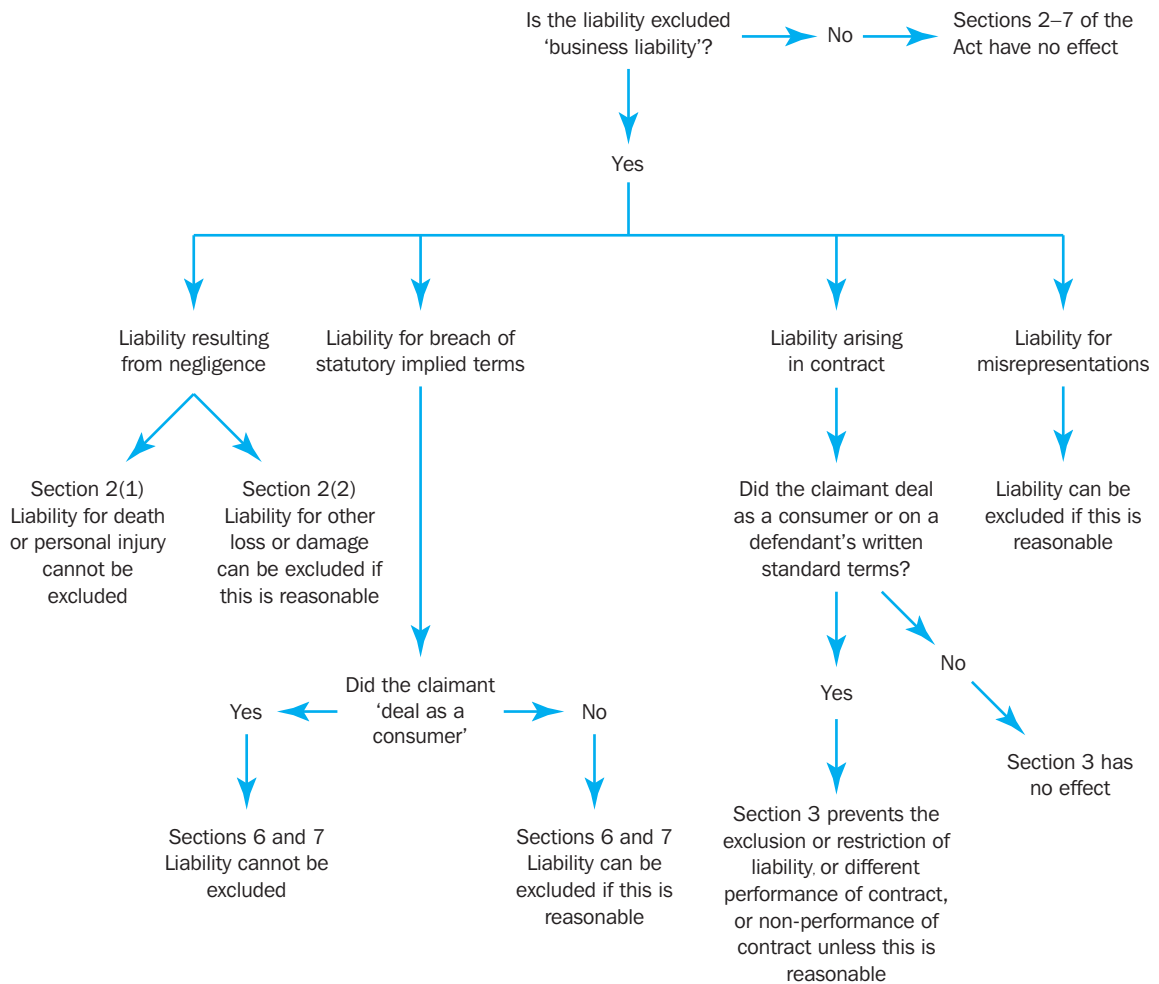 Is the liability excluded
‘business liability’?
No
Sections 2–7 of the
Act have no effect
Yes
Liability resulting
from negligence
Liability for breach of
statutory implied terms
Liability arising
in contract
Liability for
misrepresentations
Section 2(1)
Liability for death
or personal injury
cannot be
excluded
Section 2(2)
Liability for other
loss or damage
can be excluded if
this is reasonable
Did the claimant deal
as a consumer or on a
defendant’s written
standard terms?
Liability can be
excluded if this is
reasonable
Did the claimant
‘deal as a
consumer’
Yes
No
Yes
No
Sections 6 and 7
Liability cannot be
excluded
Sections 6 and 7
Liability can be
excluded if this is
reasonable
Section 3 prevents the
exclusion or restriction of
liability, or different
performance of contract,
or non-performance of
contract unless this is
reasonable
Section 3 has
no effect